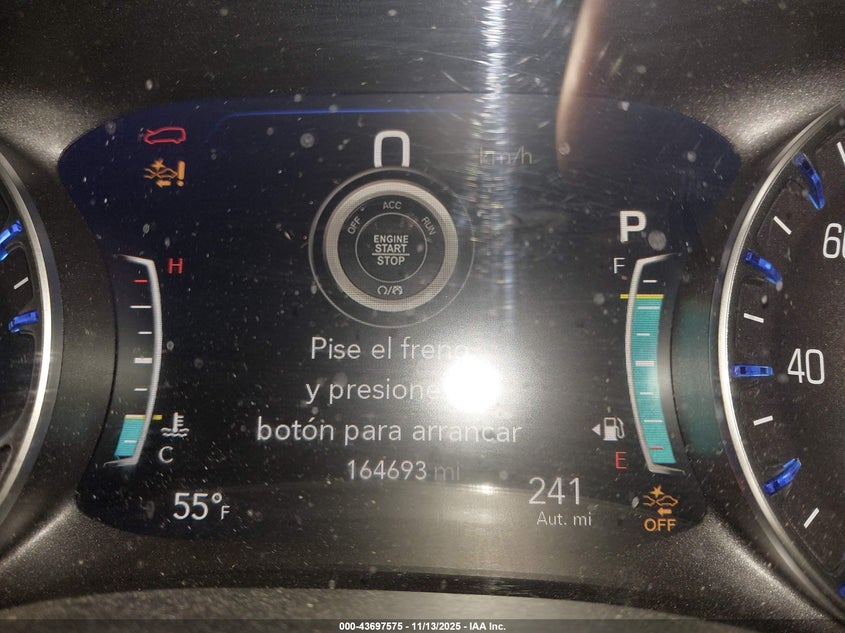 0 km/h
OFF ACC RUN
ENGINE
START
STOP
P
H
F
60
Pise el freno
y presione
40
botón para arrancar
C
E
164693 mi
55°F
241
Aut. mi
OFF
000-43697575 - 11/13/2025 - IAA Inc.